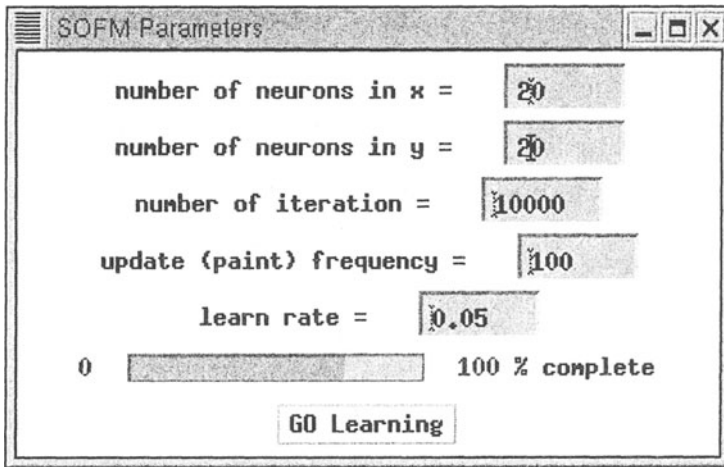 SOFM Parameters
number of neurons in x = 20
number of neurons in y = 20
number of iteration = 10000
update (paint) frequency = 100
learn rate = 0.05
0 100 % complete
GO Learning